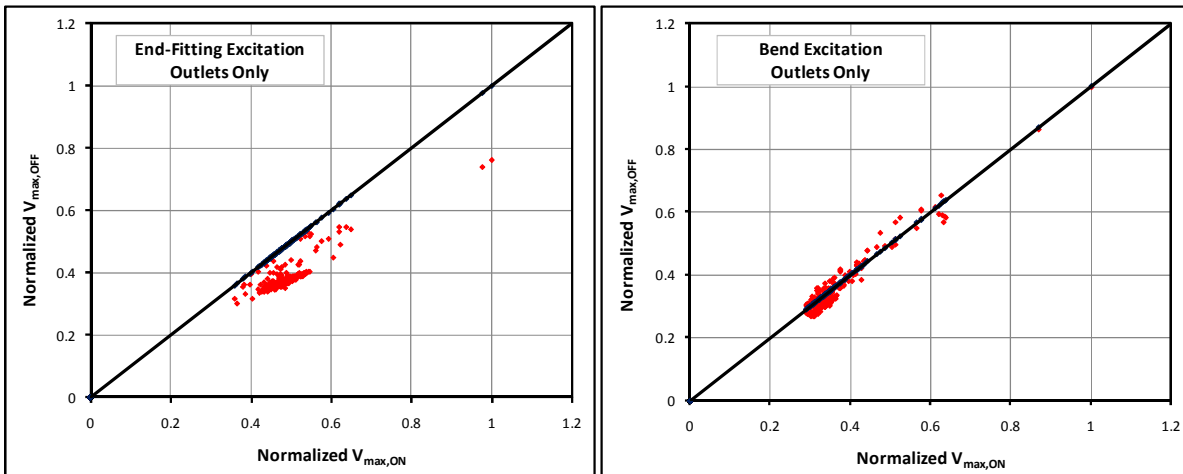 End-Fitting Excitation
Outlets Only
1.2
1
0.8
0.6
0.4
0.2
0
0 0.2 0.4 0.6 0.8 1 1.2
Normalized Vmax,OFF
Normalized Vmax,ON
Bend Excitation
Outlets Only
1.2
1
0.8
0.6
0.4
0.2
0
0 0.2 0.4 0.6 0.8 1 1.2
Normalized Vmax,OFF
Normalized Vmax,ON